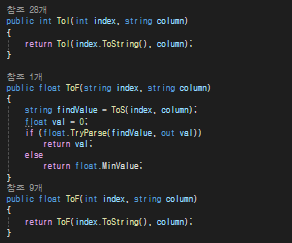 참조 28개
public int ToI(int index, string column)
{
return ToI(index.ToString(), column);
}
참조 1개
public float ToF(string index, string column)
{
string findValue = ToS(index, column);
float val = 0;
if (float.TryParse(findValue, out val))
return val;
else
return float.MinValue;
}
참조 9개
public float ToF(int index, string column)
{
return ToF(index.ToString(), column);
}